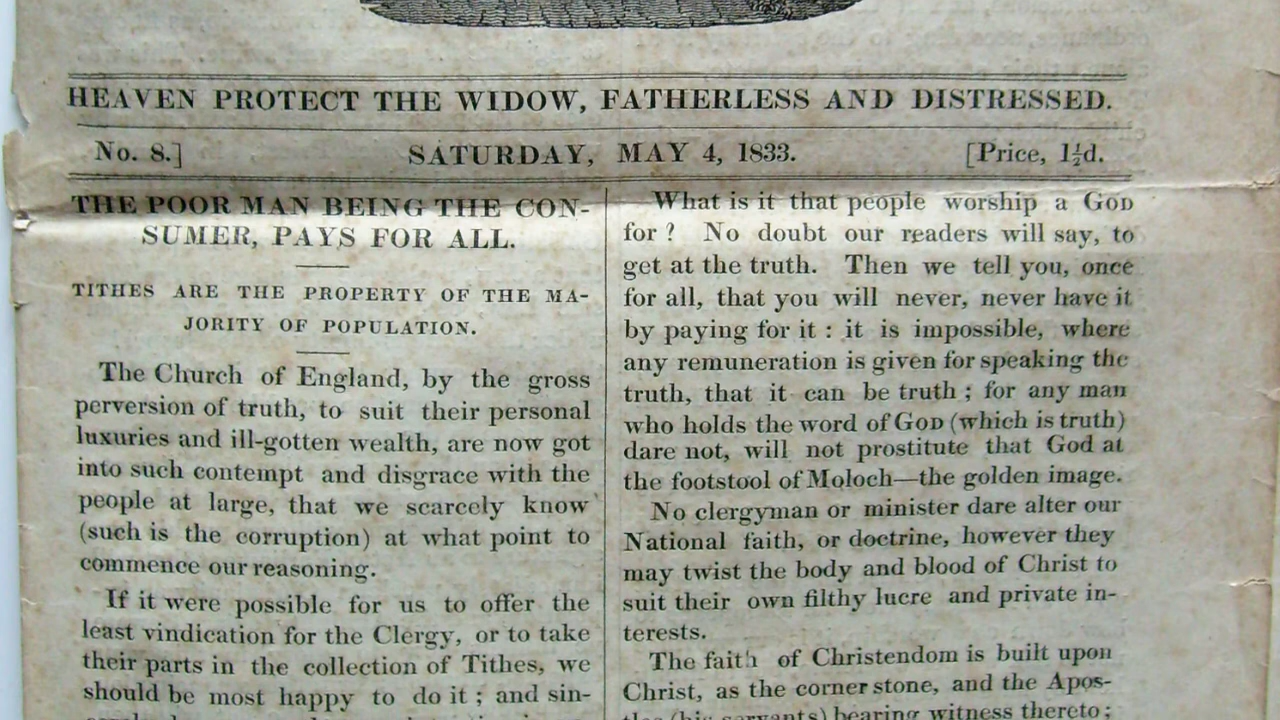 HEAVEN PROTECT THE WIDOW, FATHERLESS AND DISTRESSED.
No. 8.]
SATURDAY, MAY 4, 1833.
[Price, 1½d.
THE POOR MAN BEING THE CON-
SUMER, PAYS FOR ALL.
TITHES ARE THE PROPERTY OF THE MA-
JORITY OF POPULATION.
The Church of England, by the gross
perversion of truth, to suit their personal
luxuries and ill-gotten wealth, are now got
into such contempt and disgrace with the
people at large, that we scarcely know
(such is the corruption) at what point to
commence our reasoning.
If it were possible for us to offer the
least vindication for the Clergy, or to take
their parts in the collection of Tithes, we
should be most happy to do it ; and sin-
What is it that people worship a GOD
for ? No doubt our readers will say, to
get at the truth. Then we tell you, once
for all, that you will never, never have it
by paying for it : it is impossible, where
any remuneration is given for speaking the
truth, that it can be truth ; for any man
who holds the word of GOD (which is truth)
dare not, will not prostitute that God at
the footstool of Moloch—the golden image.
No clergyman or minister dare alter our
National faith, or doctrine, however they
may twist the body and blood of Christ to
suit their own filthy lucre and private in-
terests.
The faith of Christendom is built upon
Christ, as the corner stone, and the Apos-
tles (his servants) bearing witness thereto ;